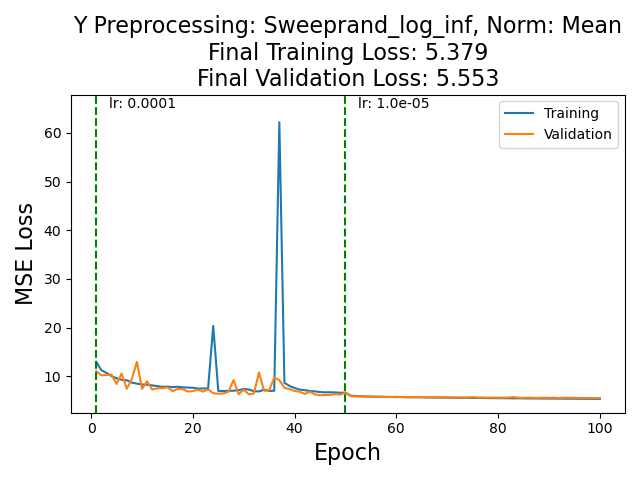 Y Preprocessing: Sweeprand_log_inf, Norm: Mean
Final Training Loss: 5.379
Final Validation Loss: 5.553
lr: 0.0001
lr: 1.0e-05
Training
Validation
MSE Loss
60
50
40
30
20
10
0
20
40
60
80
100
Epoch